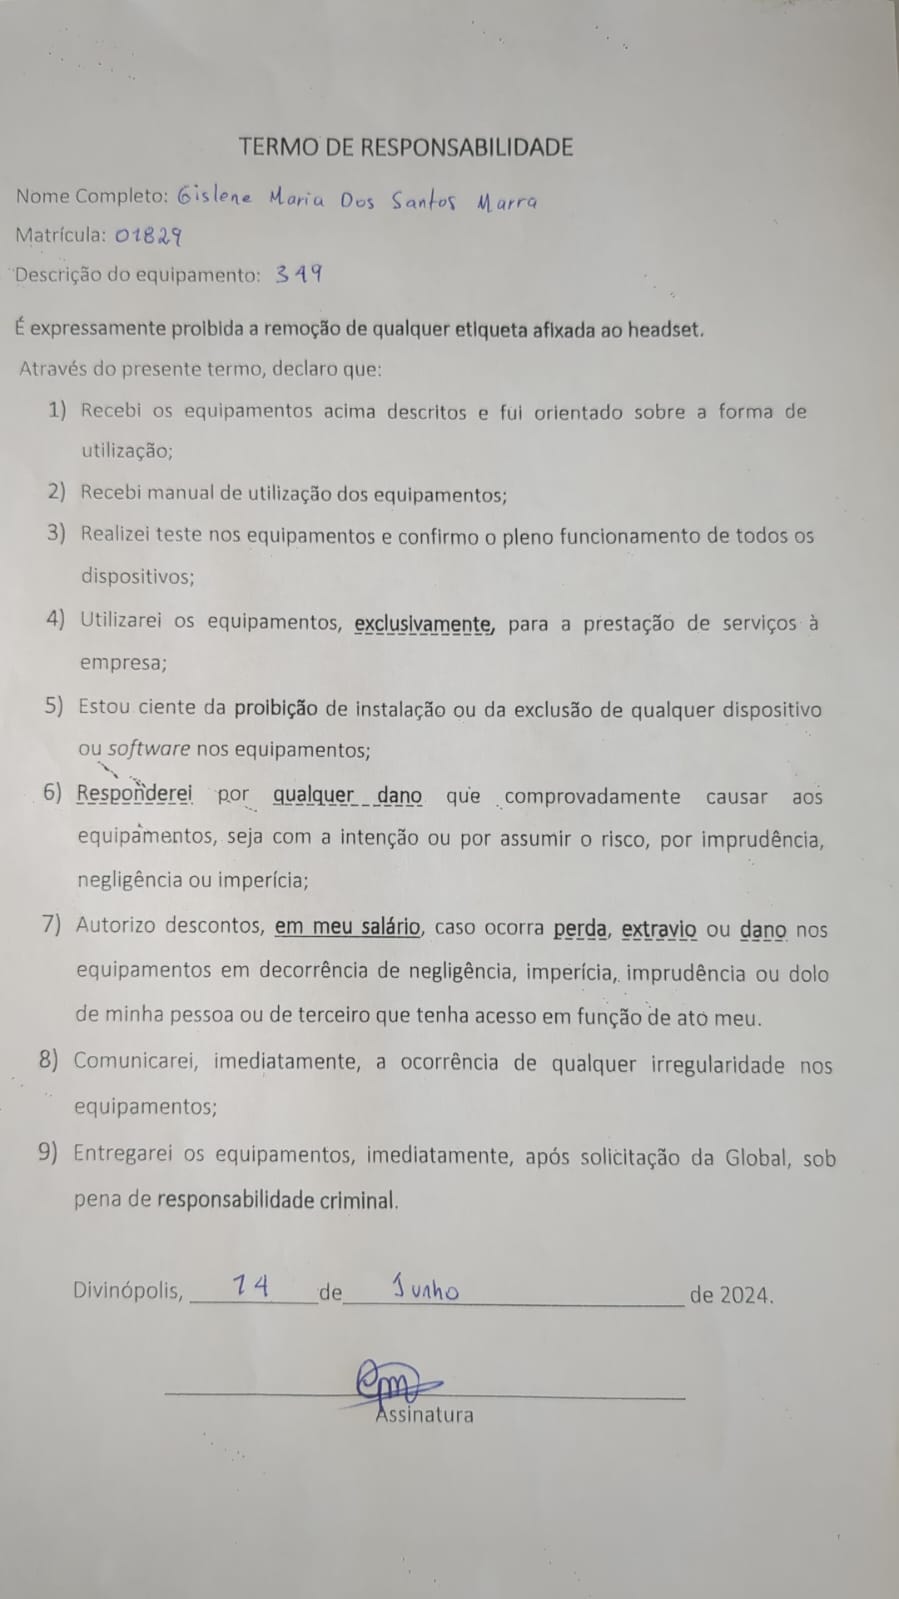 TERMO DE RESPONSABILIDADE
Nome Completo: Gislene Maria Dos Santos Marra
Matrícula: 01829
Descrição do equipamento: 349
É expressamente proibida a remoção de qualquer etiqueta afixada ao headset.
Através do presente termo, declaro que:
1) Recebi os equipamentos acima descritos e fui orientado sobre a forma de
utilização;
2) Recebi manual de utilização dos equipamentos;
3) Realizei teste nos equipamentos e confirmo o pleno funcionamento de todos os
dispositivos;
4) Utilizarei os equipamentos, exclusivamente, para a prestação de serviços à
empresa;
5) Estou ciente da proibição de instalação ou da exclusão de qualquer dispositivo
ou software nos equipamentos;
6) Responderei por qualquer dano que comprovadamente causar aos
equipamentos, seja com a intenção ou por assumir o risco, por imprudência,
negligência ou imperícia;
7) Autorizo descontos, em meu salário, caso ocorra perda, extravio ou dano nos
equipamentos em decorrência de negligência, imperícia, imprudência ou dolo
de minha pessoa ou de terceiro que tenha acesso em função de ato meu.
8) Comunicarei, imediatamente, a ocorrência de qualquer irregularidade nos
equipamentos;
9) Entregarei os equipamentos, imediatamente, após solicitação da Global, sob
pena de responsabilidade criminal.
Divinópolis, 14 de Junho de 2024.
Assinatura